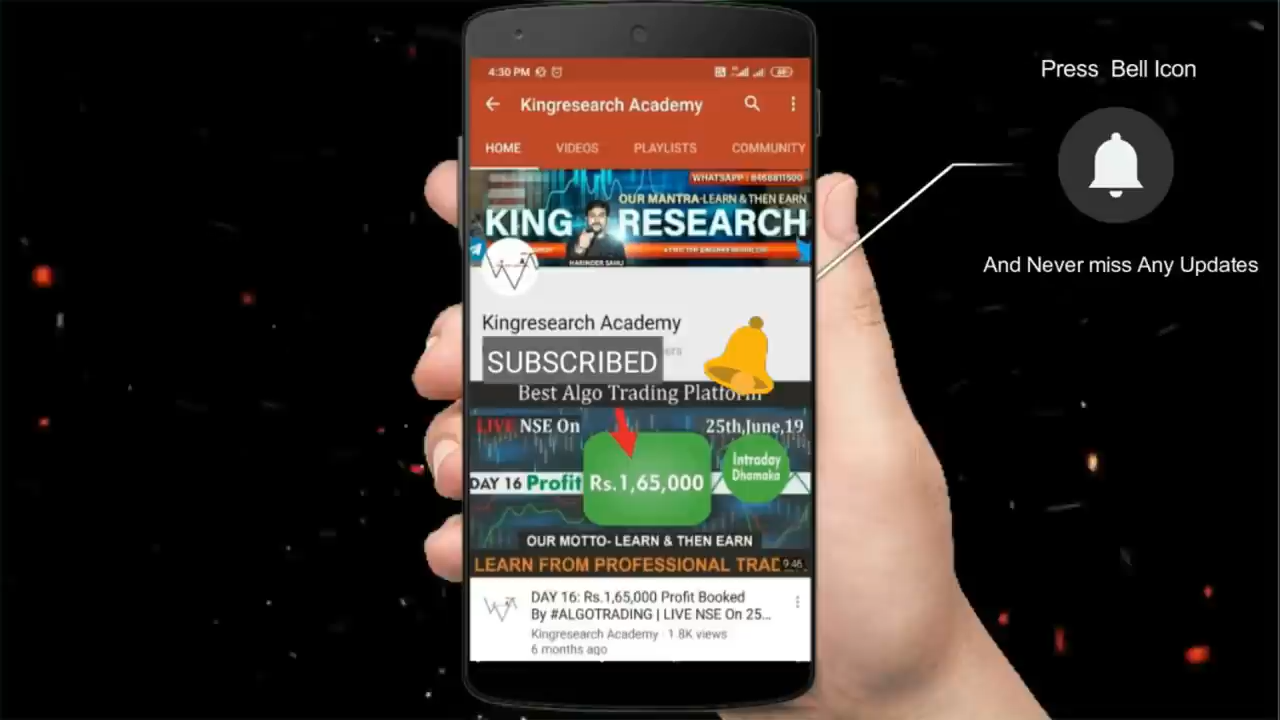 Press Bell Icon
And Never miss Any Updates
4:30 PM
Kingresearch Academy
HOME VIDEOS PLAYLISTS COMMUNITY
WHATSAPP : 8468811500
OUR MANTRA-LEARN & THEN EARN
KING RESEARCH
Kingresearch Academy
SUBSCRIBED
Best Algo Trading Platform
LIVE NSE On 25th,June,19
DAY 16 Profit Rs.1,65,000
Intraday
Dhamaka
OUR MOTTO- LEARN & THEN EARN
LEARN FROM PROFESSIONAL TRAD
9:46
DAY 16: Rs.1,65,000 Profit Booked
By #ALGOTRADING | LIVE NSE On 25...
Kingresearch Academy · 1.8K views
6 months ago